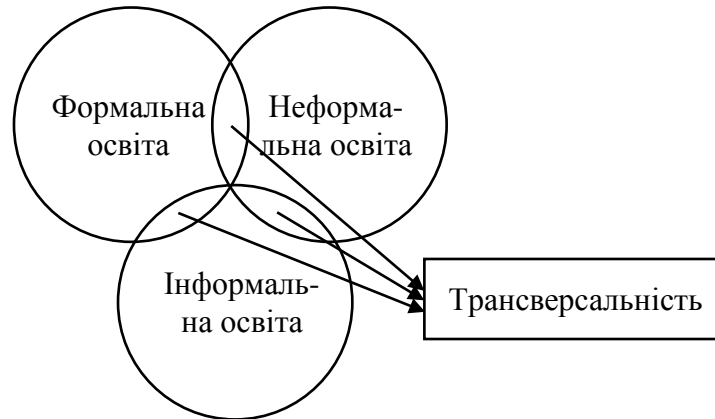 Формальна
освіта
Неформа-
льна освіта
Інформаль-
на освіта
Трансверсальність